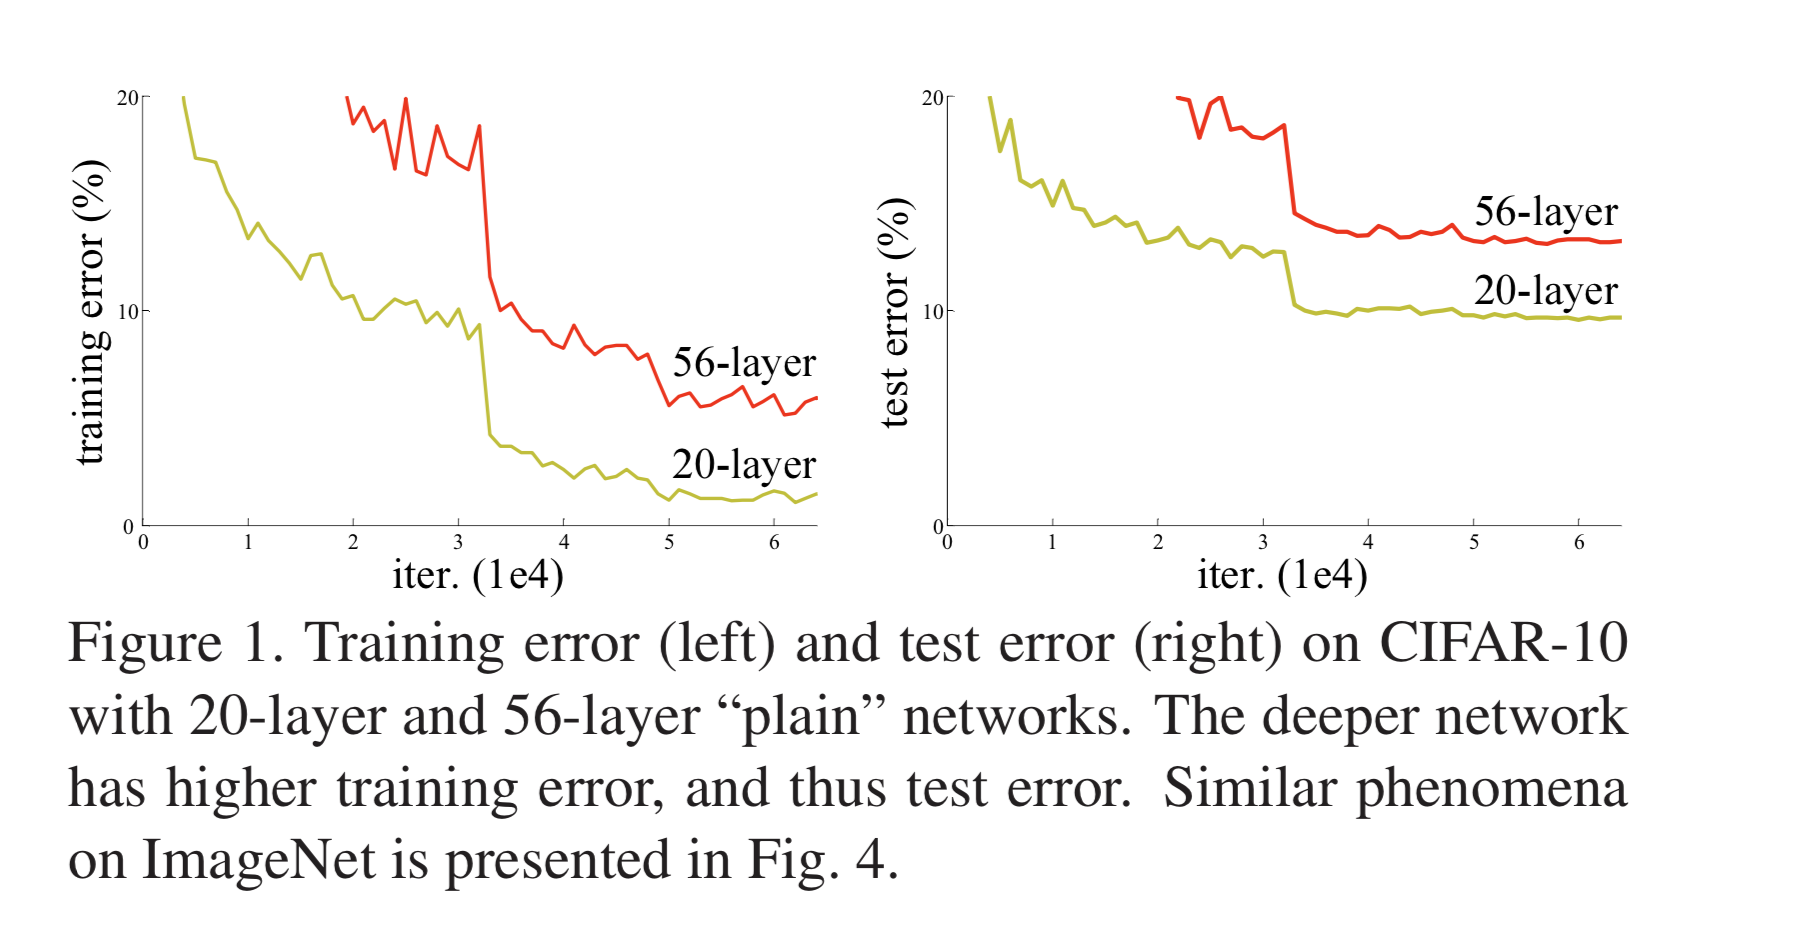 20
10
0
training error (%)
56-layer
20-layer
0 1 2 3 4 5 6
iter. (1e4)
20
10
0
test error (%)
56-layer
20-layer
0 1 2 3 4 5 6
iter. (1e4)
Figure 1. Training error (left) and test error (right) on CIFAR-10
with 20-layer and 56-layer “plain” networks. The deeper network
has higher training error, and thus test error. Similar phenomena
on ImageNet is presented in Fig. 4.